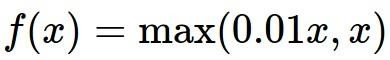 f(x) = max(0.01x, x)